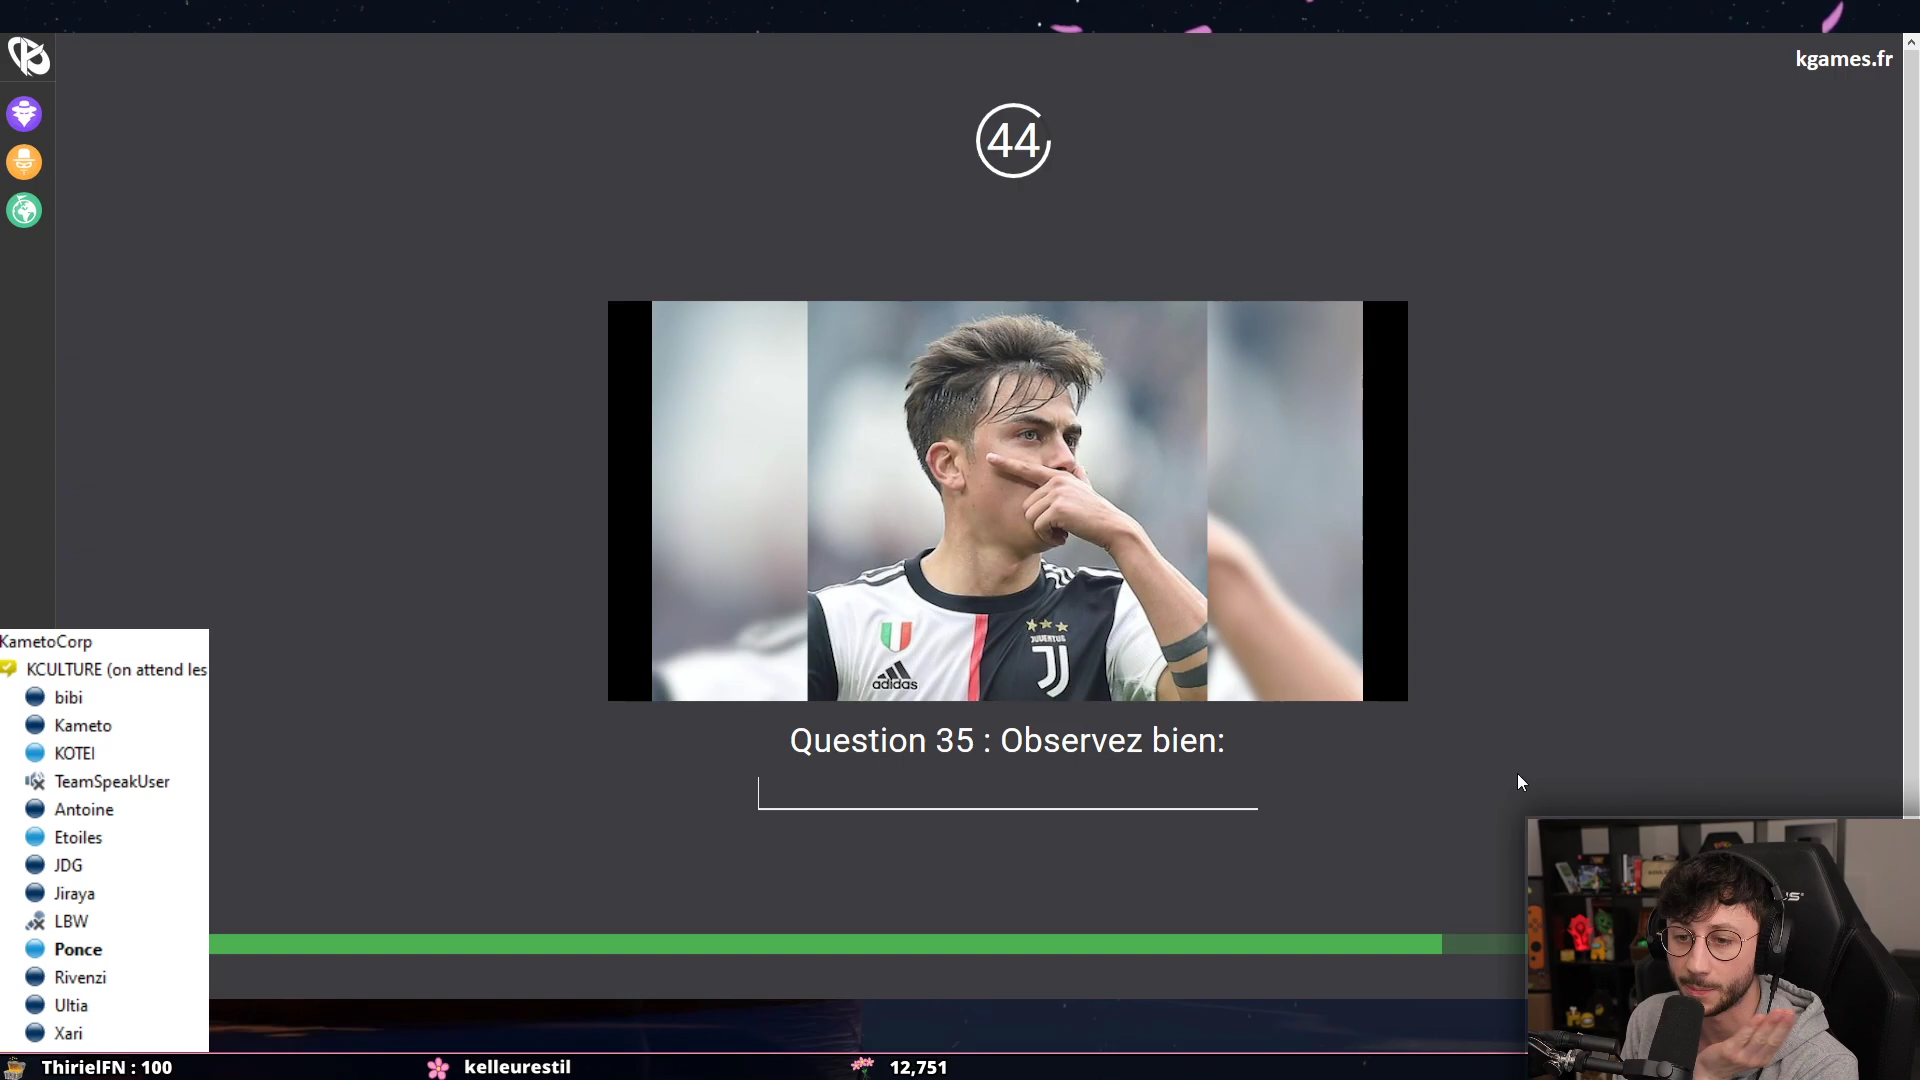 kgames.fr
44
JUVENTUS
adidas
Question 35 : Observez bien:
KametoCorp
KCULTURE (on attend les
bibi
Kameto
KOTEI
TeamSpeakUser
Antoine
Etoiles
JDG
Jiraya
LBW
Ponce
Rivenzi
Ultia
Xari
ThirielFN : 100
kelleurestil
12,751